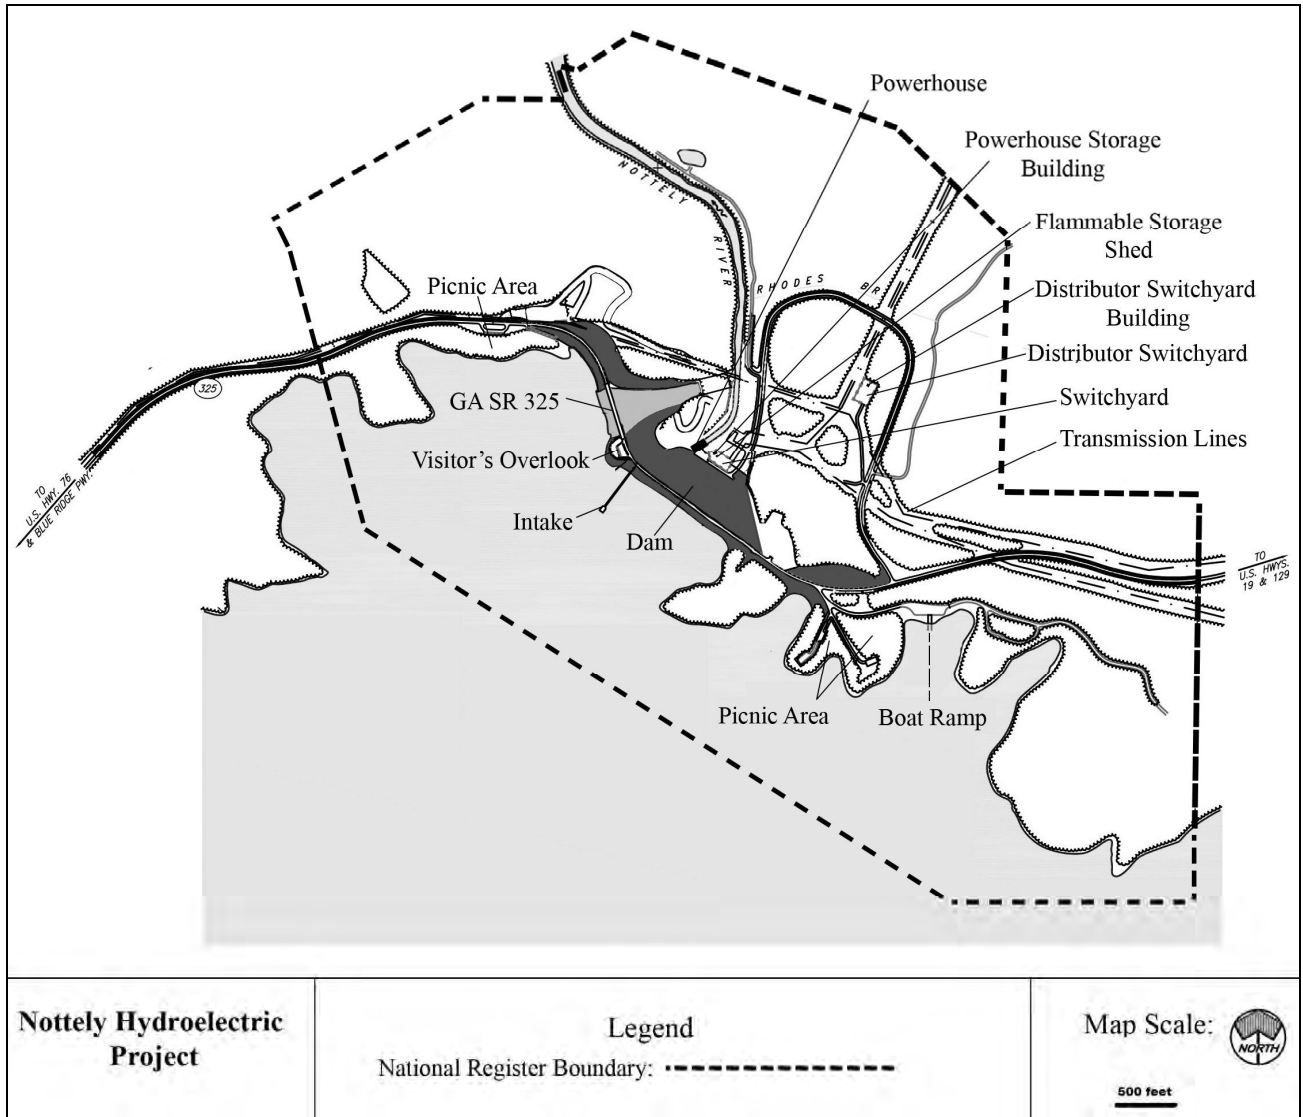 Powerhouse
Powerhouse Storage
Building
Flammable Storage
Shed
Distributor Switchyard
Building
Distributor Switchyard
Switchyard
Transmission Lines
NOTTELY
RIVER
RHODES BR
Picnic Area
325
GA SR 325
Visitor's Overlook
Intake
Dam
TO
U.S. HWY. 76
& BLUE RIDGE PWY.
TO
U.S. HWYS.
19 & 129
Picnic Area
Boat Ramp
Nottely Hydroelectric
Project
Legend
National Register Boundary:
Map Scale:
NORTH
500 feet